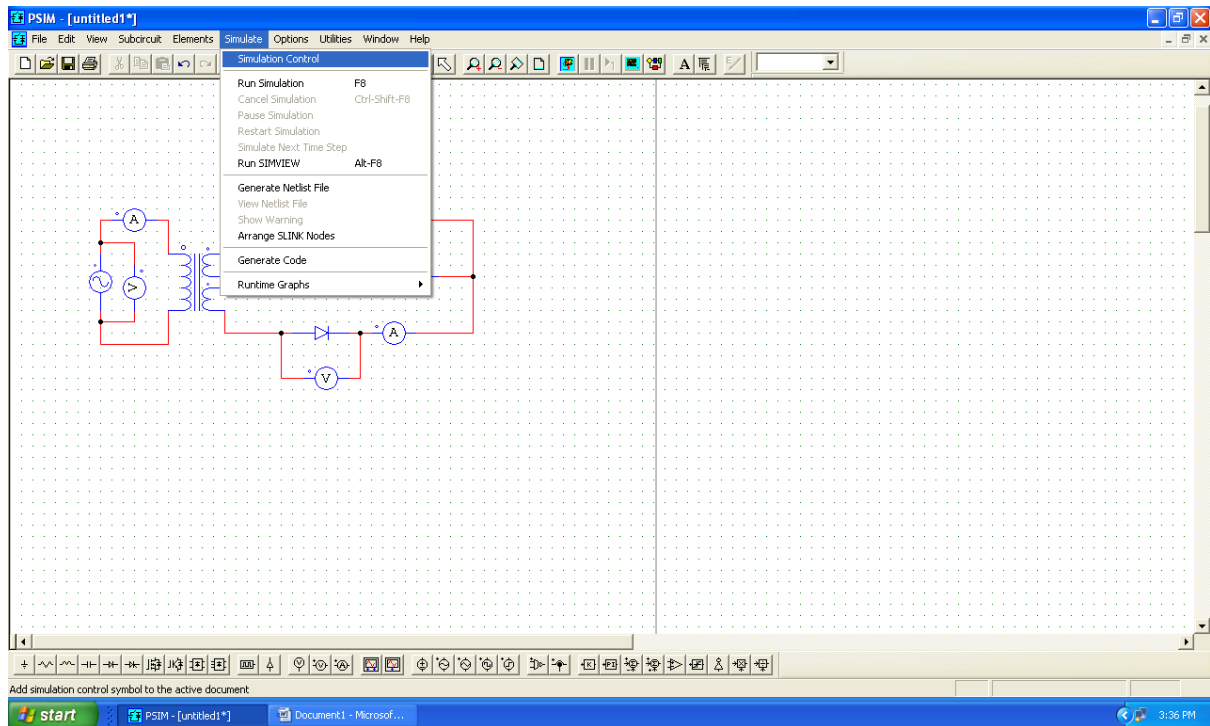 PSIM - [untitled1*]
File Edit View Subcircuit Elements Simulate Options Utilities Window Help
Simulation Control
Run Simulation F8
Cancel Simulation Ctrl-Shift-F8
Pause Simulation
Restart Simulation
Simulate Next Time Step
Run SIMVIEW Alt-F8
Generate Netlist File
View Netlist File
Show Warning
Arrange SLINK Nodes
Generate Code
Runtime Graphs
A
V
A
V
Add simulation control symbol to the active document
start PSIM - [untitled1*] Document1 - Microsof... 3:36 PM